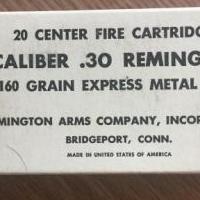 20 CENTER FIRE CARTRIDG
CALIBER .30 REMING
160 GRAIN EXPRESS METAL
MINGTON ARMS COMPANY, INCOR
BRIDGEPORT, CONN.
MADE IN UNITED STATES OF AMERICA